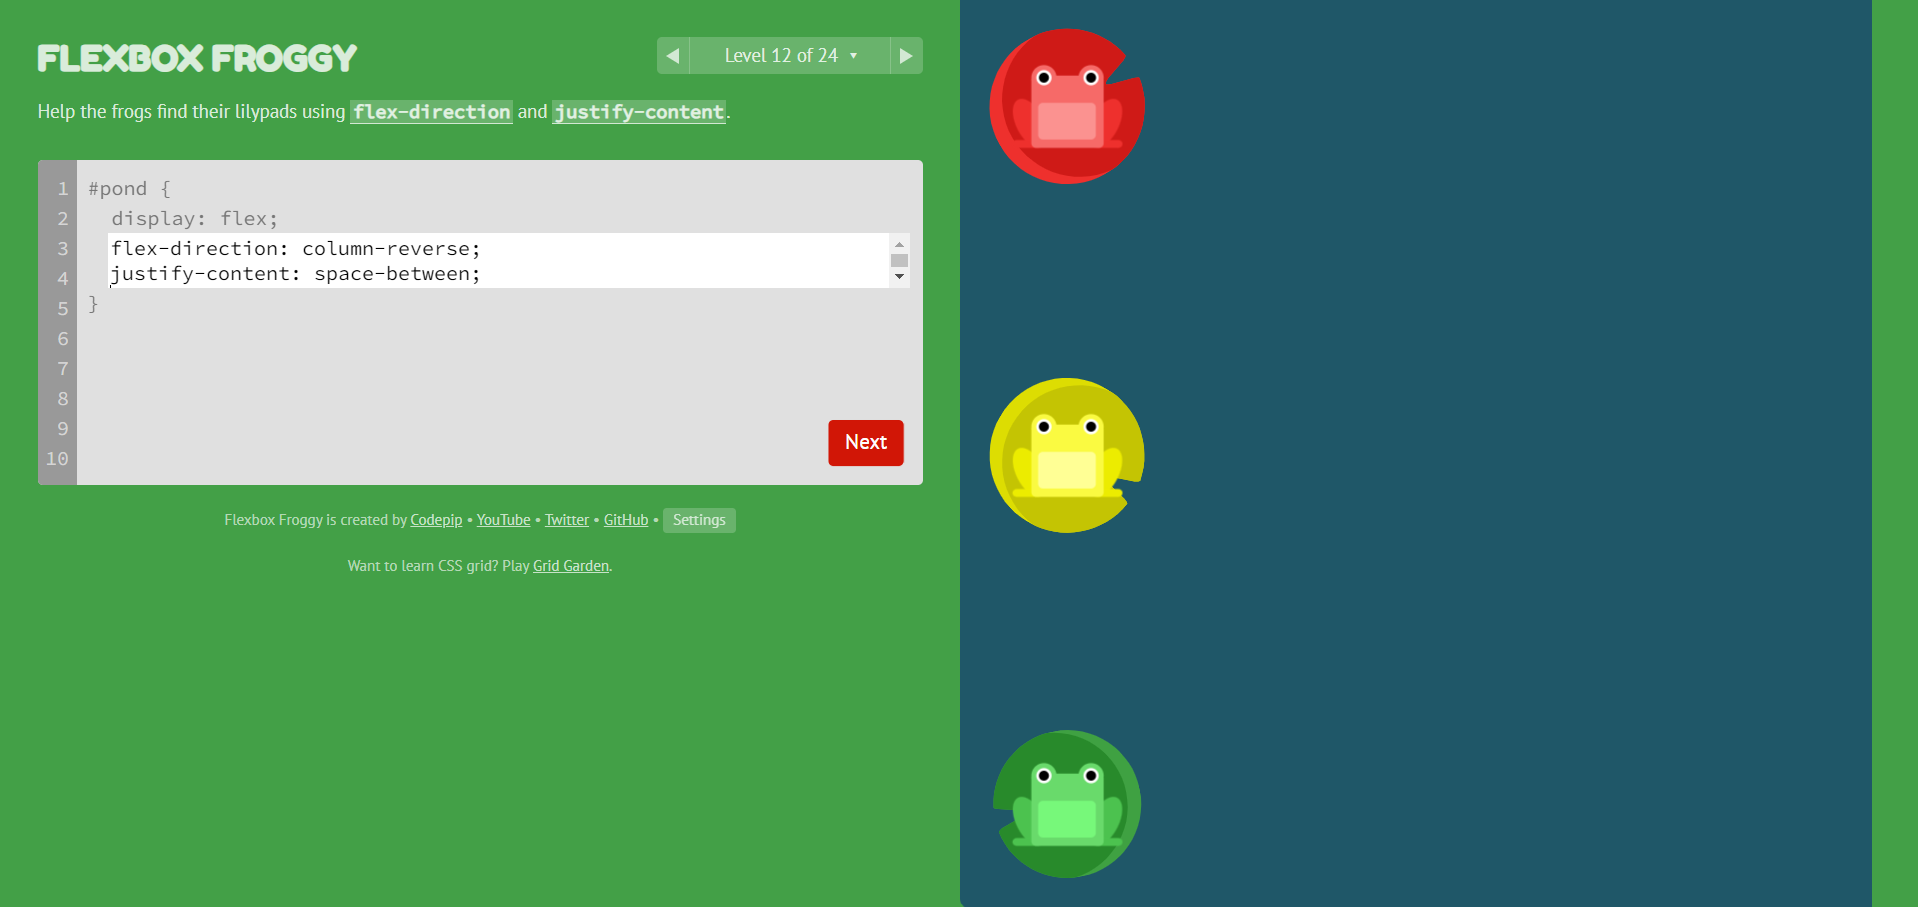 FLEXBOX FROGGY
Level 12 of 24
Help the frogs find their lilypads using flex-direction and justify-content.
1 #pond {
2 display: flex;
3 flex-direction: column-reverse;
4 justify-content: space-between;
5 }
6
7
8
9
10
Next
Flexbox Froggy is created by Codepip • YouTube • Twitter • GitHub • Settings
Want to learn CSS grid? Play Grid Garden.